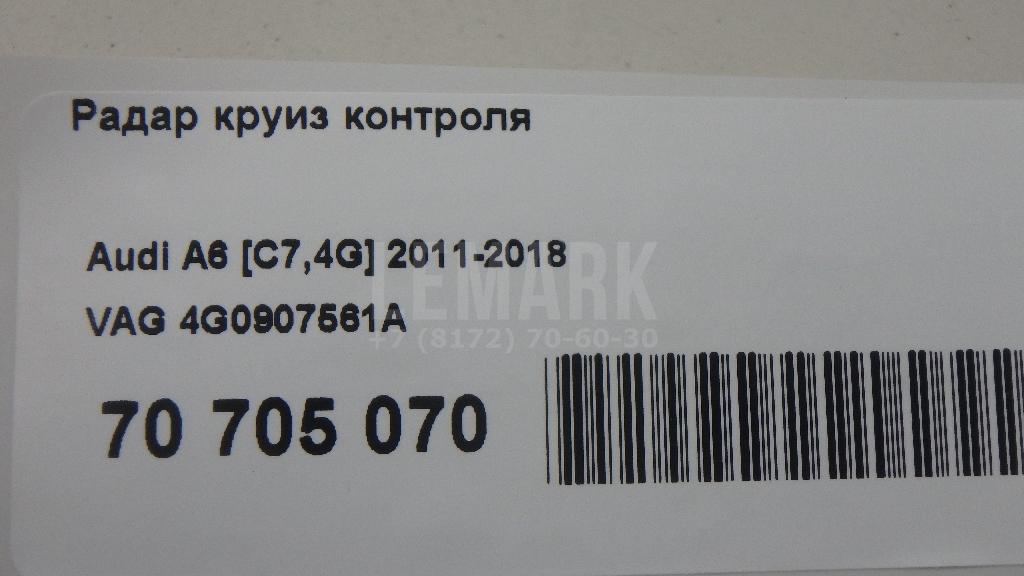 Радар круиз контроля
Audi A6 [C7,4G] 2011-2018
VAG 4G0907561A
70 705 070
TEMARK
+7 (8172) 70-60-30